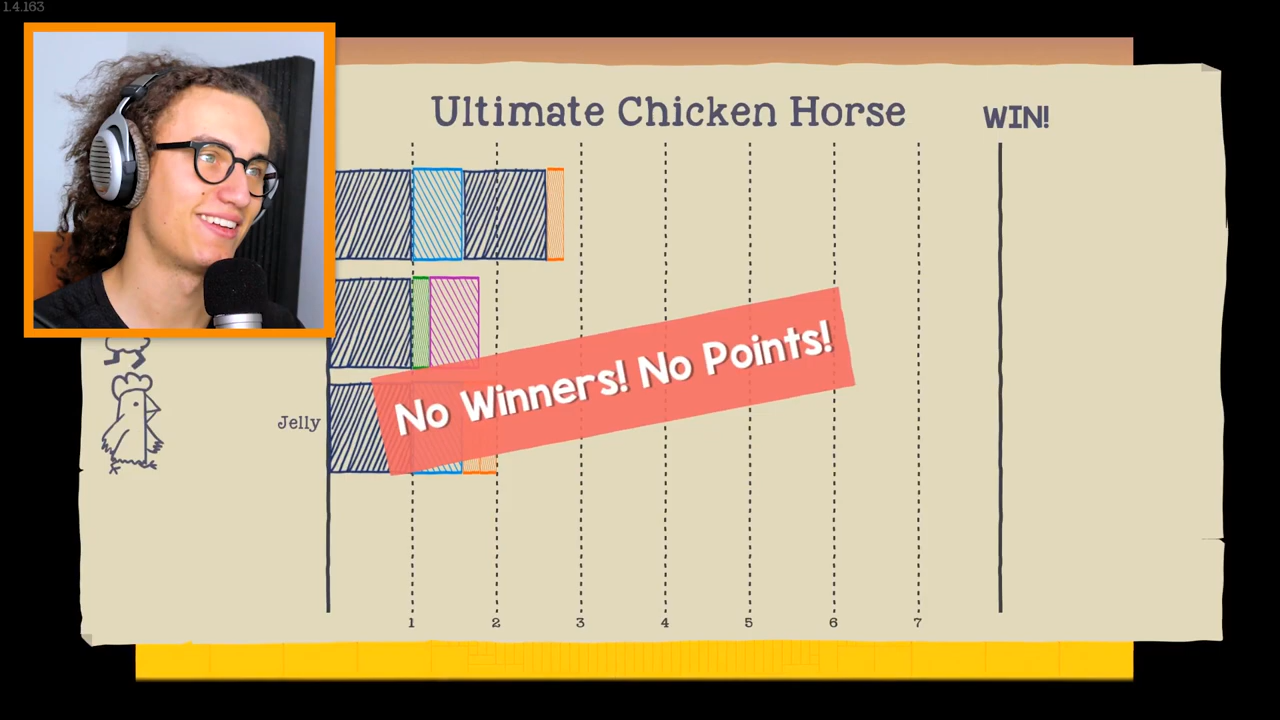 1.4.163
Ultimate Chicken Horse
WIN!
No Winners! No Points!
Jelly
1 2 3 4 5 6 7